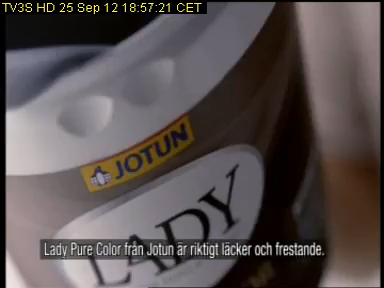 TV3S HD 25 Sep 12 18:57:21 CET
JOTUN
LADY
Lady Pure Color från Jotun är riktigt läcker och frestande.